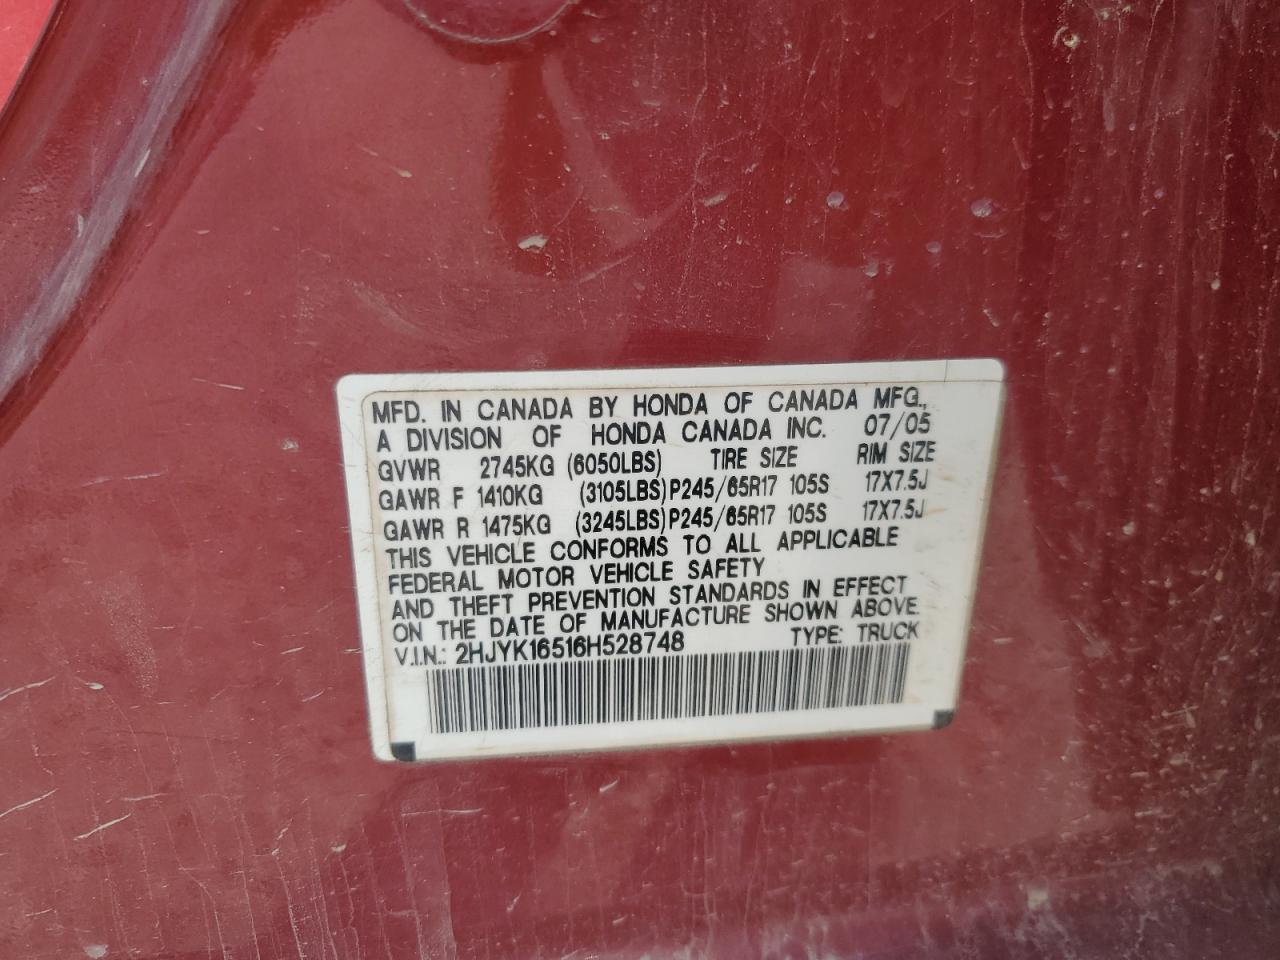 MFD. IN CANADA BY HONDA OF CANADA MFG.,
A DIVISION OF HONDA CANADA INC. 07/05
GVWR 2745KG (6050LBS) TIRE SIZE RIM SIZE
GAWR F 1410KG (3105LBS) P245/65R17 105S 17X7.5J
GAWR R 1475KG (3245LBS) P245/65R17 105S 17X7.5J
THIS VEHICLE CONFORMS TO ALL APPLICABLE
FEDERAL MOTOR VEHICLE SAFETY
AND THEFT PREVENTION STANDARDS IN EFFECT
ON THE DATE OF MANUFACTURE SHOWN ABOVE.
V.I.N.: 2HJYK16516H528748 TYPE: TRUCK